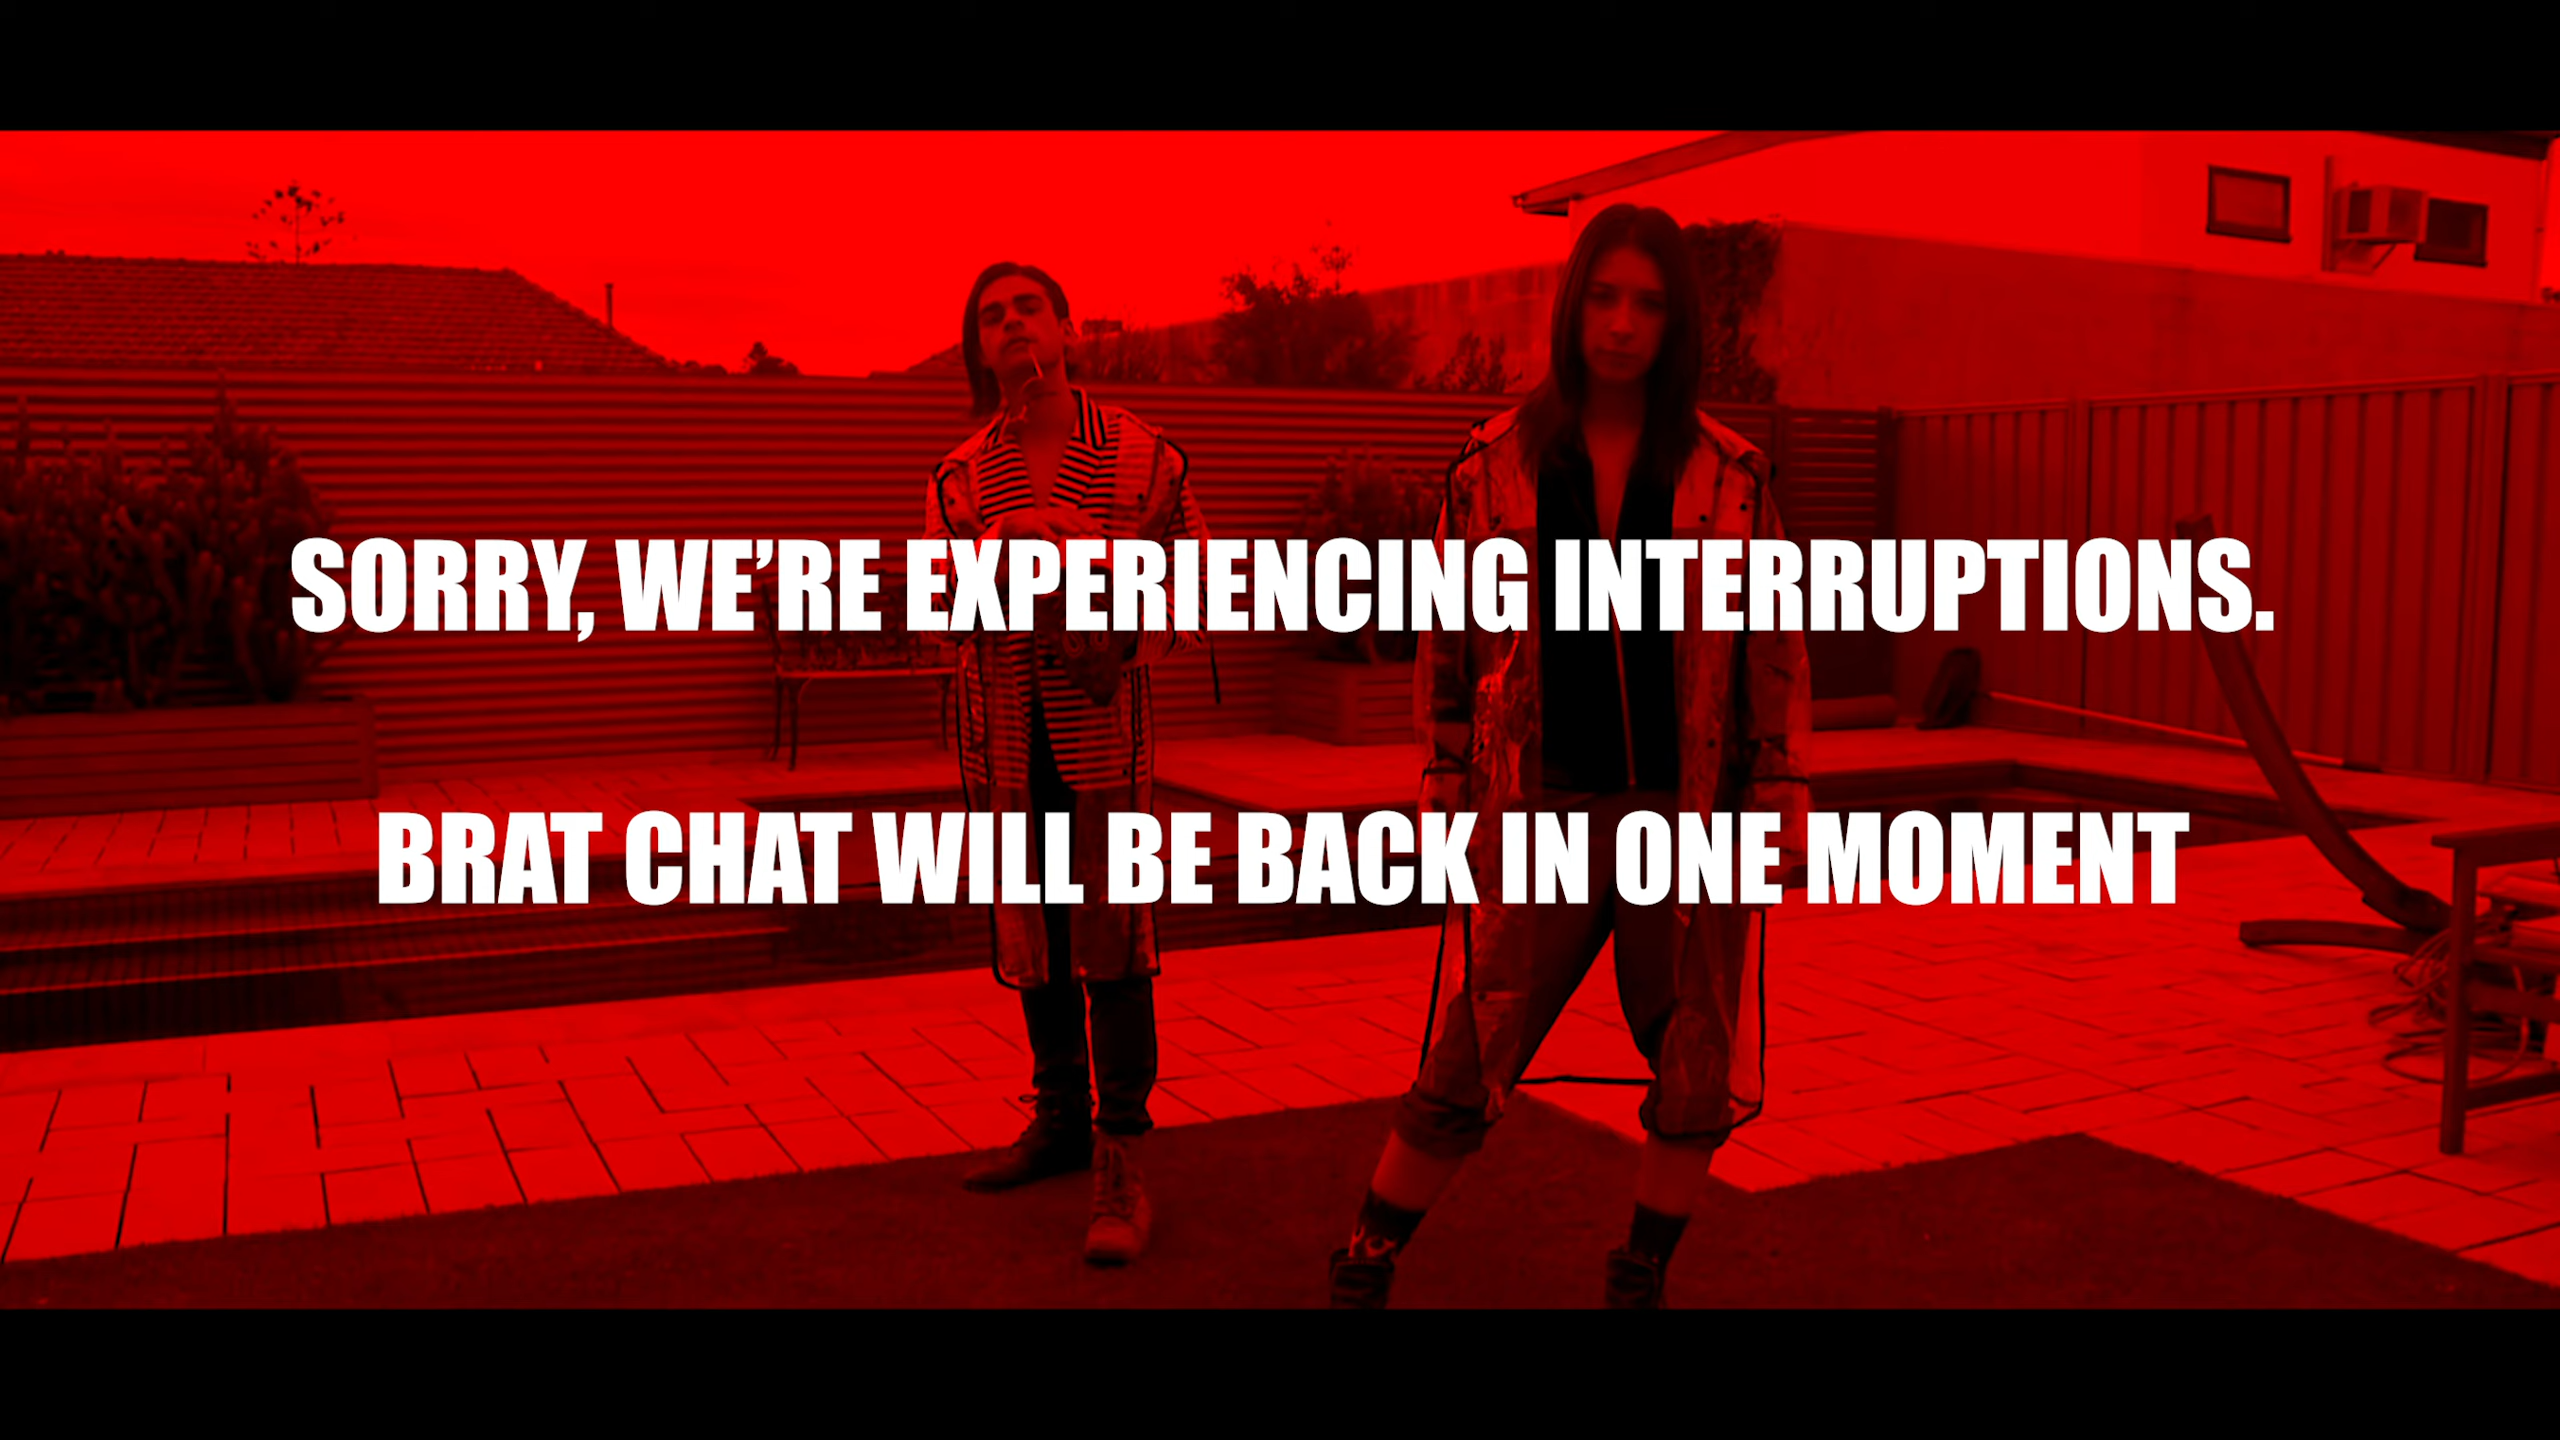 SORRY, WE’RE EXPERIENCING INTERRUPTIONS.
BRAT CHAT WILL BE BACK IN ONE MOMENT